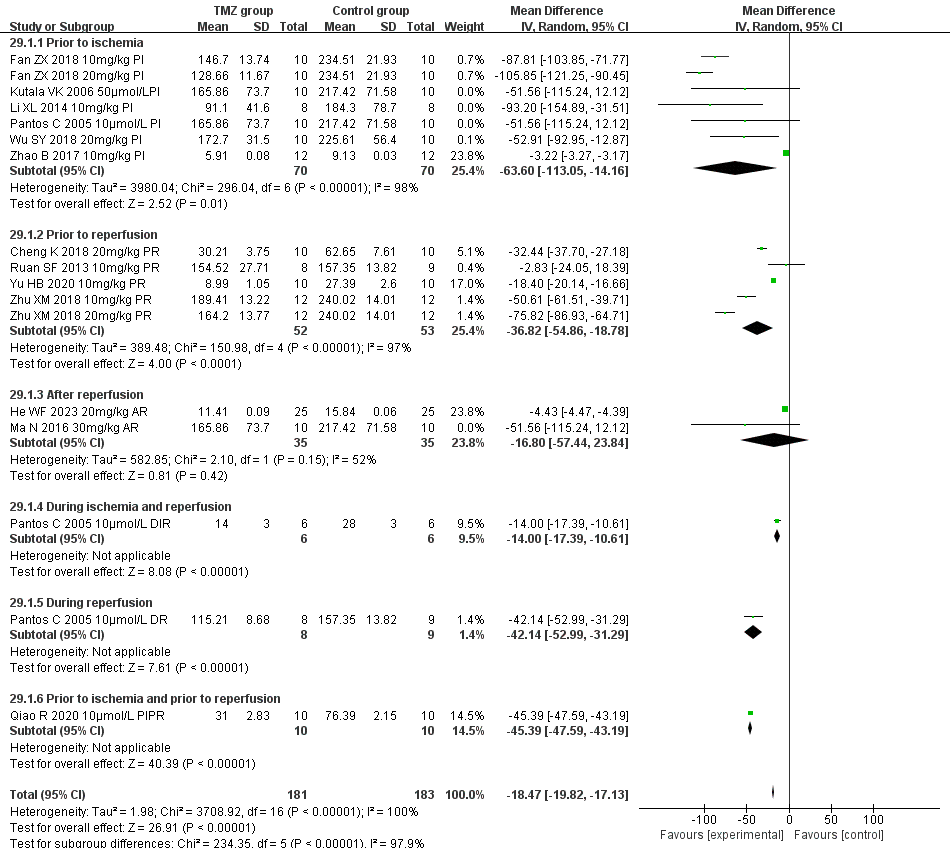 TMZ group Control group Mean Difference Mean Difference
Study or Subgroup Mean SD Total Mean SD Total Weight IV, Random, 95% CI IV, Random, 95% CI
29.1.1 Prior to ischemia
Fan ZX 2018 10mg/kg PI 146.7 13.74 10 234.51 21.93 10 0.7% -87.81 [-103.85, -71.77]
Fan ZX 2018 20mg/kg PI 128.66 11.67 10 234.51 21.93 10 0.7% -105.85 [-121.25, -90.45]
Kutala VK 2006 50µmol/LPI 165.86 73.7 10 217.42 71.58 10 0.0% -51.56 [-115.24, 12.12]
Li XL 2014 10mg/kg PI 91.1 41.6 8 184.3 78.7 8 0.0% -93.20 [-154.89, -31.51]
Pantos C 2005 10µmol/L PI 165.86 73.7 10 217.42 71.58 10 0.0% -51.56 [-115.24, 12.12]
Wu SY 2018 20mg/kg PI 172.7 31.5 10 225.61 56.4 10 0.1% -52.91 [-92.95, -12.87]
Zhao B 2017 10mg/kg PI 5.91 0.08 12 9.13 0.03 12 23.8% -3.22 [-3.27, -3.17]
Subtotal (95% CI) 70 70 25.4% -63.60 [-113.05, -14.16]
Heterogeneity: Tau² = 3980.04; Chi² = 296.04, df = 6 (P < 0.00001); I² = 98%
Test for overall effect: Z = 2.52 (P = 0.01)
29.1.2 Prior to reperfusion
Cheng K 2018 20mg/kg PR 30.21 3.75 10 62.65 7.61 10 5.1% -32.44 [-37.70, -27.18]
Ruan SF 2013 10mg/kg PR 154.52 27.71 8 157.35 13.82 9 0.4% -2.83 [-24.05, 18.39]
Yu HB 2020 10mg/kg PR 8.99 1.05 10 27.39 2.6 10 17.0% -18.40 [-20.14, -16.66]
Zhu XM 2018 10mg/kg PR 189.41 13.22 12 240.02 14.01 12 1.4% -50.61 [-61.51, -39.71]
Zhu XM 2018 20mg/kg PR 164.2 13.77 12 240.02 14.01 12 1.4% -75.82 [-86.93, -64.71]
Subtotal (95% CI) 52 53 25.4% -36.82 [-54.86, -18.78]
Heterogeneity: Tau² = 389.48; Chi² = 150.98, df = 4 (P < 0.00001); I² = 97%
Test for overall effect: Z = 4.00 (P < 0.0001)
29.1.3 After reperfusion
He WF 2023 20mg/kg AR 11.41 0.09 25 15.84 0.06 25 23.8% -4.43 [-4.47, -4.39]
Ma N 2016 30mg/kg AR 165.86 73.7 10 217.42 71.58 10 0.0% -51.56 [-115.24, 12.12]
Subtotal (95% CI) 35 35 23.8% -16.80 [-57.44, 23.84]
Heterogeneity: Tau² = 582.85; Chi² = 2.10, df = 1 (P = 0.15); I² = 52%
Test for overall effect: Z = 0.81 (P = 0.42)
29.1.4 During ischemia and reperfusion
Pantos C 2005 10µmol/L DIR 14 3 6 28 3 6 9.5% -14.00 [-17.39, -10.61]
Subtotal (95% CI) 6 6 9.5% -14.00 [-17.39, -10.61]
Heterogeneity: Not applicable
Test for overall effect: Z = 8.08 (P < 0.00001)
29.1.5 During reperfusion
Pantos C 2005 10µmol/L DR 115.21 8.68 8 157.35 13.82 9 1.4% -42.14 [-52.99, -31.29]
Subtotal (95% CI) 8 9 1.4% -42.14 [-52.99, -31.29]
Heterogeneity: Not applicable
Test for overall effect: Z = 7.61 (P < 0.00001)
29.1.6 Prior to ischemia and prior to reperfusion
Qiao R 2020 10µmol/L PIPR 31 2.83 10 76.39 2.15 10 14.5% -45.39 [-47.59, -43.19]
Subtotal (95% CI) 10 10 14.5% -45.39 [-47.59, -43.19]
Heterogeneity: Not applicable
Test for overall effect: Z = 40.39 (P < 0.00001)
Total (95% CI) 181 183 100.0% -18.47 [-19.82, -17.13]
Heterogeneity: Tau² = 1.98; Chi² = 3708.92, df = 16 (P < 0.00001); I² = 100%
-100 -50 0 50 100
Test for overall effect: Z = 26.91 (P < 0.00001)
Favours [experimental] Favours [control]
Test for subgroup differences: Chi² = 234.35, df = 5 (P < 0.00001), I² = 97.9%